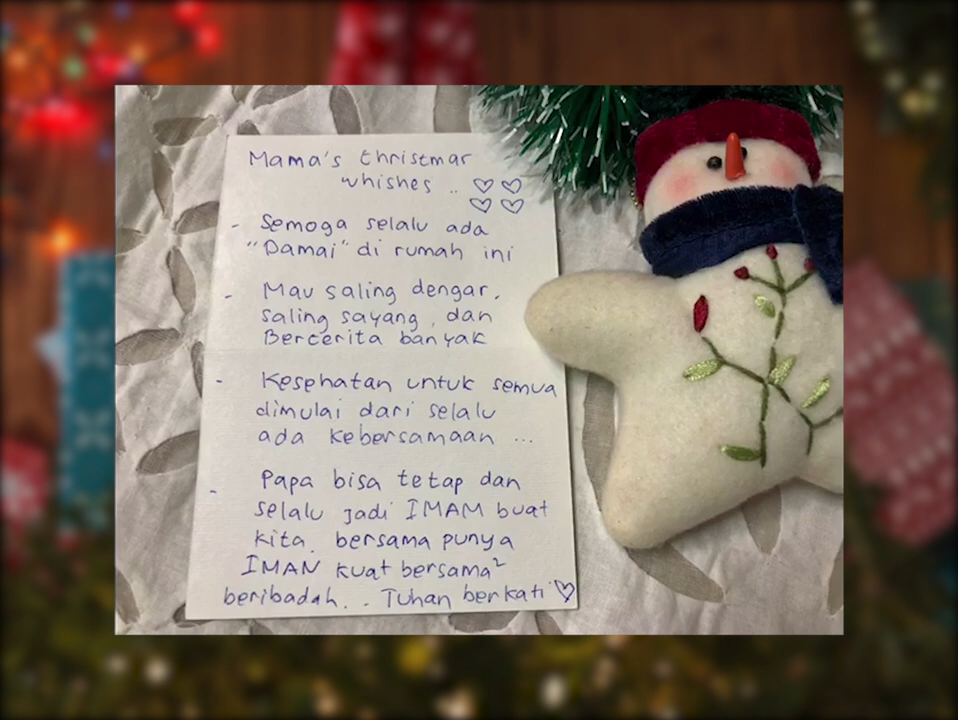 Mama's Christmar
whishes .. ♡♡
♡♡
- Semoga selalu ada
"Damai" di rumah ini
- Mau saling dengar,
saling sayang, dan
Bercerita banyak
- Kesehatan untuk semua
dimulai dari selalu
ada kebersamaan ...
- Papa bisa tetap dan
selalu jadi IMAM buat
kita. bersama punya
IMAN kuat bersama²
beribadah. . Tuhan berkati ♡